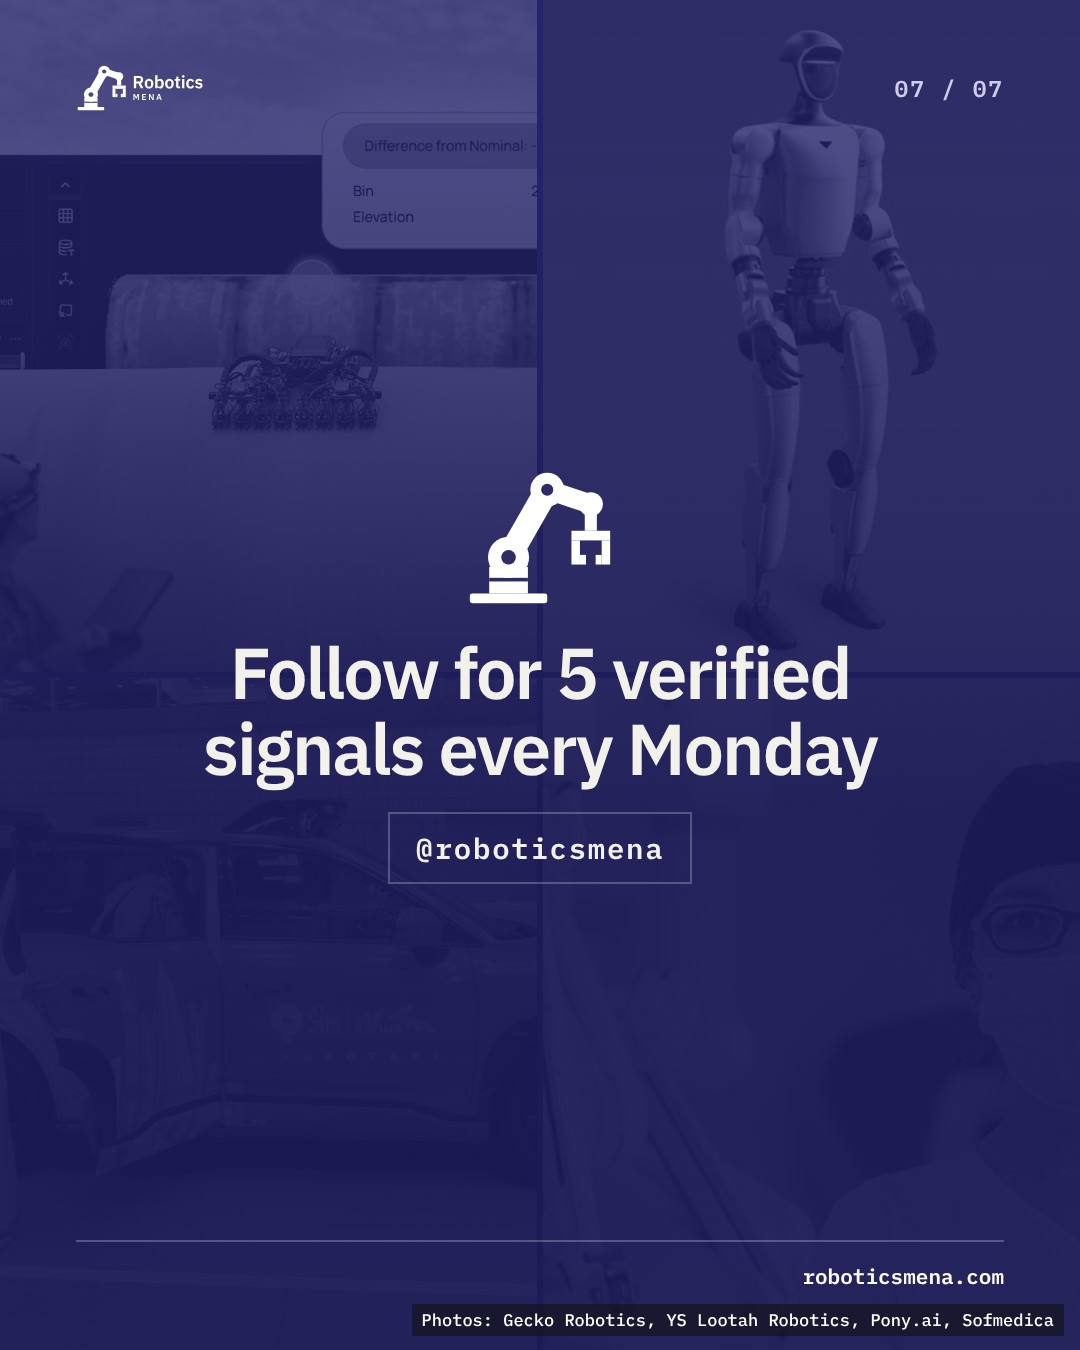 Robotics
MENA
07 / 07
Difference from Nominal: -
Bin
2
Elevation
Follow for 5 verified
signals every Monday
@roboticsmena
roboticsmena.com
Photos: Gecko Robotics, YS Lootah Robotics, Pony.ai, Sofmedica